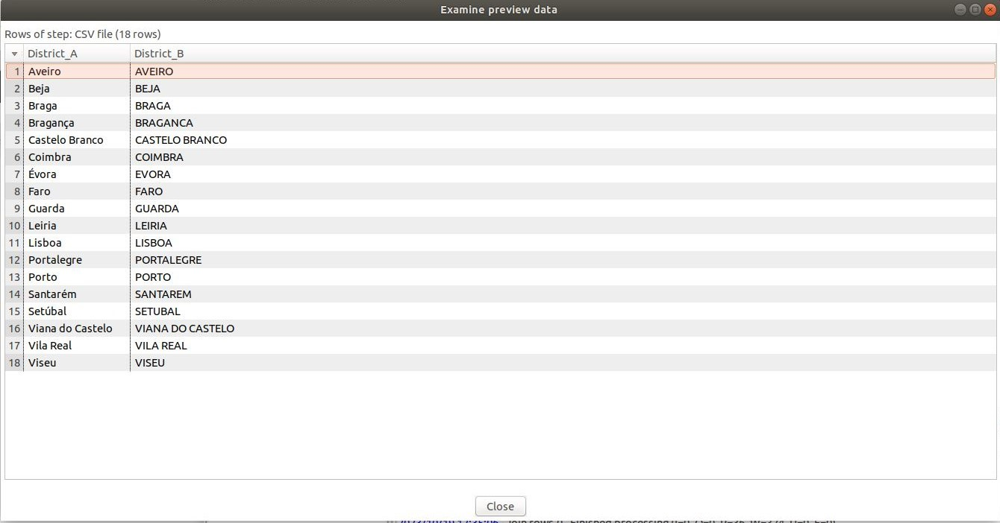 Examine preview data
Rows of step: CSV file (18 rows)
District_A District_B
1 Aveiro AVEIRO
2 Beja BEJA
3 Braga BRAGA
4 Bragança BRAGANCA
5 Castelo Branco CASTELO BRANCO
6 Coimbra COIMBRA
7 Évora EVORA
8 Faro FARO
9 Guarda GUARDA
10 Leiria LEIRIA
11 Lisboa LISBOA
12 Portalegre PORTALEGRE
13 Porto PORTO
14 Santarém SANTAREM
15 Setúbal SETUBAL
16 Viana do Castelo VIANA DO CASTELO
17 Vila Real VILA REAL
18 Viseu VISEU
Close